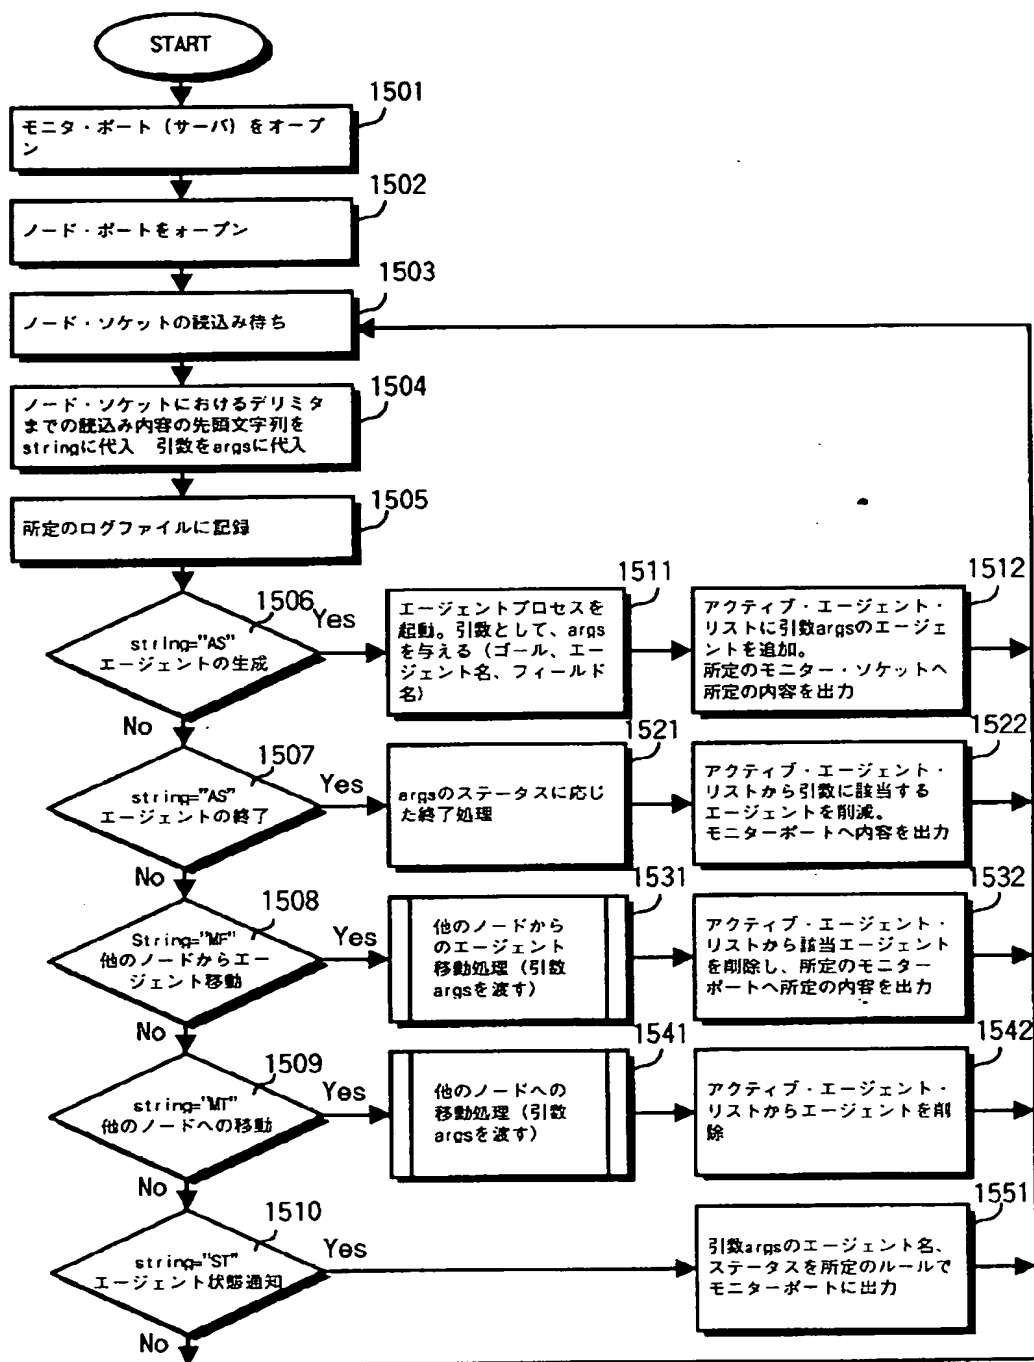 START
1501
モニタ・ポート（サーバ）をオープ
ン
1502
ノード・ポートをオープン
1503
ノード・ソケットの読込み待ち
1504
ノード・ソケットにおけるデリミタ
までの読込み内容の先頭文字列を
stringに代入　引数をargsに代入
1505
所定のログファイルに記録
1506
string="AS"
エージェントの生成
Yes
No
1511
エージェントプロセスを
起動。引数として、args
を与える（ゴール、エー
ジェント名、フィールド
名）
1512
アクティブ・エージェント・
リストに引数argsのエージェ
ントを追加。
所定のモニター・ソケットへ
所定の内容を出力
1507
string="AS"
エージェントの終了
Yes
No
1521
argsのステータスに応じ
た終了処理
1522
アクティブ・エージェント・
リストから引数に該当する
エージェントを削減。
モニターポートへ内容を出力
1508
String="MF"
他のノードからエー
ジェント移動
Yes
No
1531
他のノードから
のエージェント
移動処理（引数
argsを渡す）
1532
アクティブ・エージェント・
リストから該当エージェント
を削除し、所定のモニター
ポートへ所定の内容を出力
1509
string="MT"
他のノードへの移動
Yes
No
1541
他のノードへの
移動処理（引数
argsを渡す）
1542
アクティブ・エージェント・
リストからエージェントを削
除
1510
string="ST"
エージェント状態通知
Yes
No
1551
引数argsのエージェント名、
ステータスを所定のルールで
モニターポートに出力